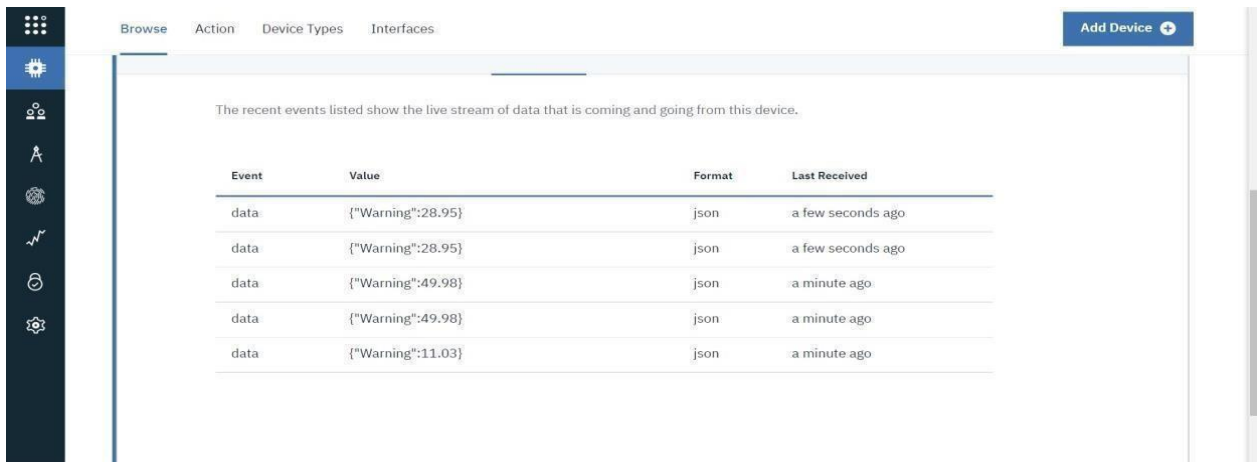 Browse Action Device Types Interfaces Add Device
The recent events listed show the live stream of data that is coming and going from this device.
Event Value Format Last Received
data {"Warning":28.95} json a few seconds ago
data {"Warning":28.95} json a few seconds ago
data {"Warning":49.98} json a minute ago
data {"Warning":49.98} json a minute ago
data {"Warning":11.03} json a minute ago